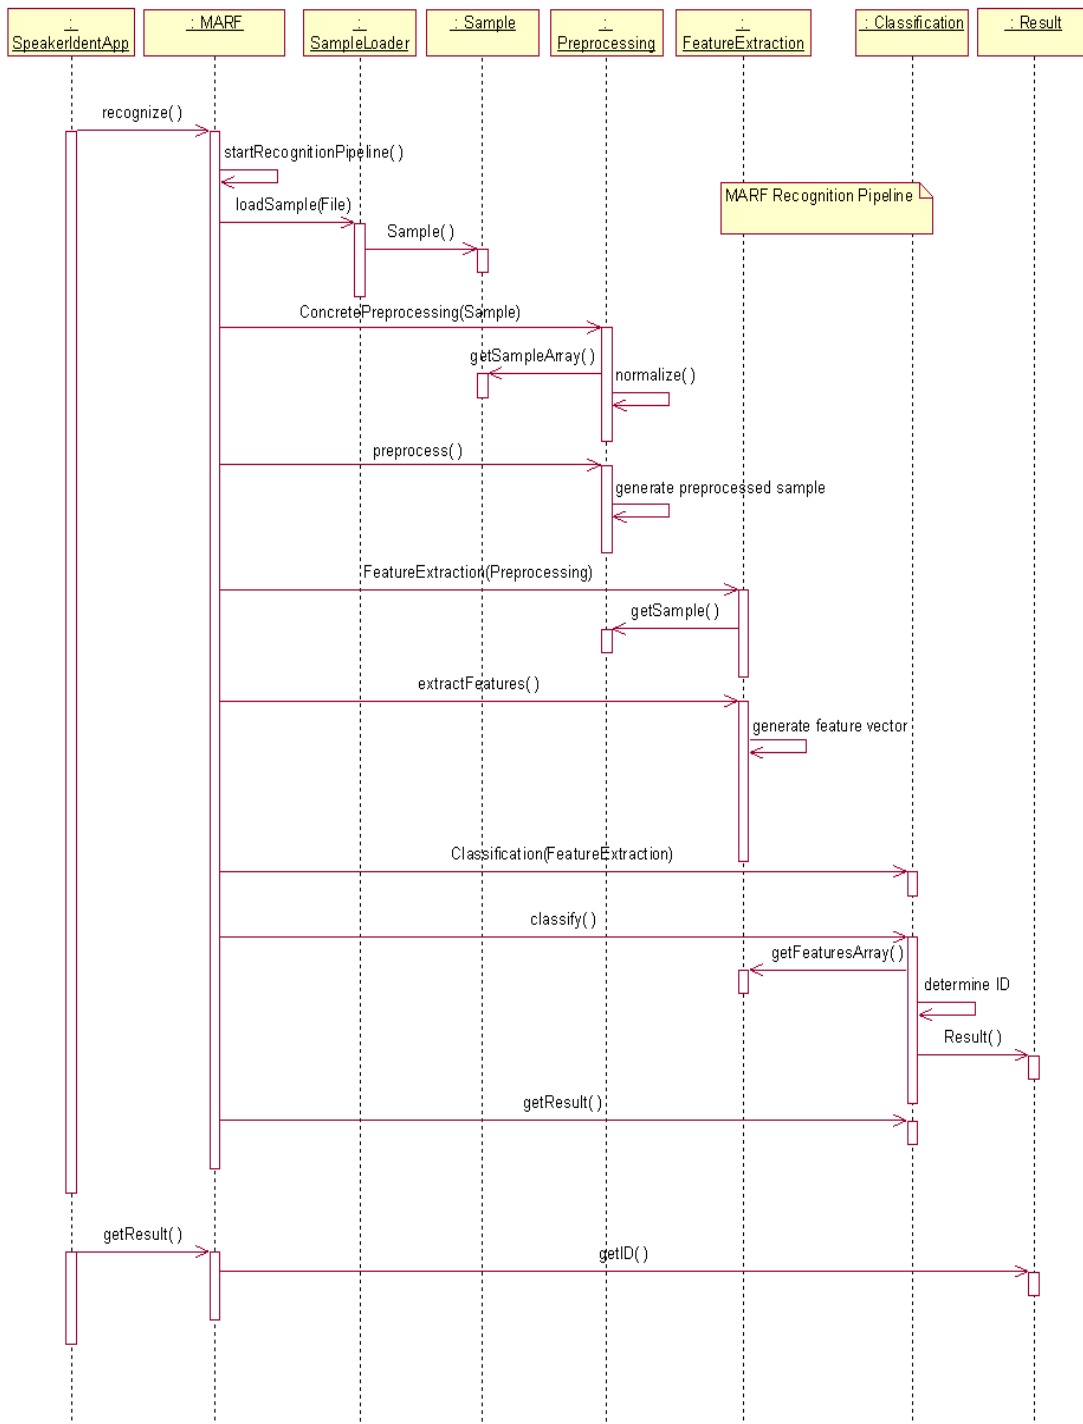 :
SpeakerIdentApp
: MARF
:
SampleLoader
: Sample
:
Preprocessing
:
FeatureExtraction
: Classification
: Result
recognize( )
startRecognitionPipeline( )
MARF Recognition Pipeline
loadSample(File)
Sample( )
ConcretePreprocessing(Sample)
getSampleArray( )
normalize( )
preprocess( )
generate preprocessed sample
FeatureExtraction(Preprocessing)
getSample( )
extractFeatures( )
generate feature vector
Classification(FeatureExtraction)
classify( )
getFeaturesArray( )
determine ID
Result( )
getResult( )
getResult( )
getID( )